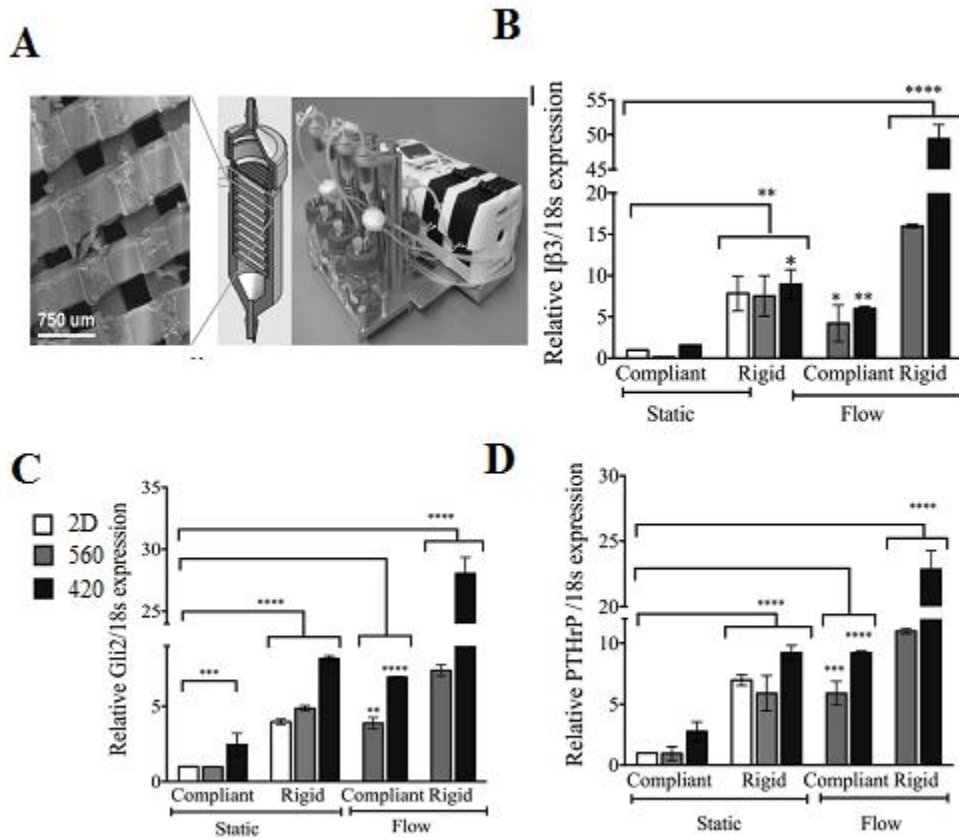 A
750 um
B
Relative Iβ3/18s expression
55
50
45
20
15
10
5
0
****
**
*
*
**
Compliant Rigid Compliant Rigid
Static Flow
C
2D
560
420
Relative Gli2/18s expression
35
30
25
5
0
****
****
***
**
****
Compliant Rigid Compliant Rigid
Static Flow
D
Relative PTHrP /18s expression
30
25
20
10
0
****
****
***
****
Compliant Rigid Compliant Rigid
Static Flow